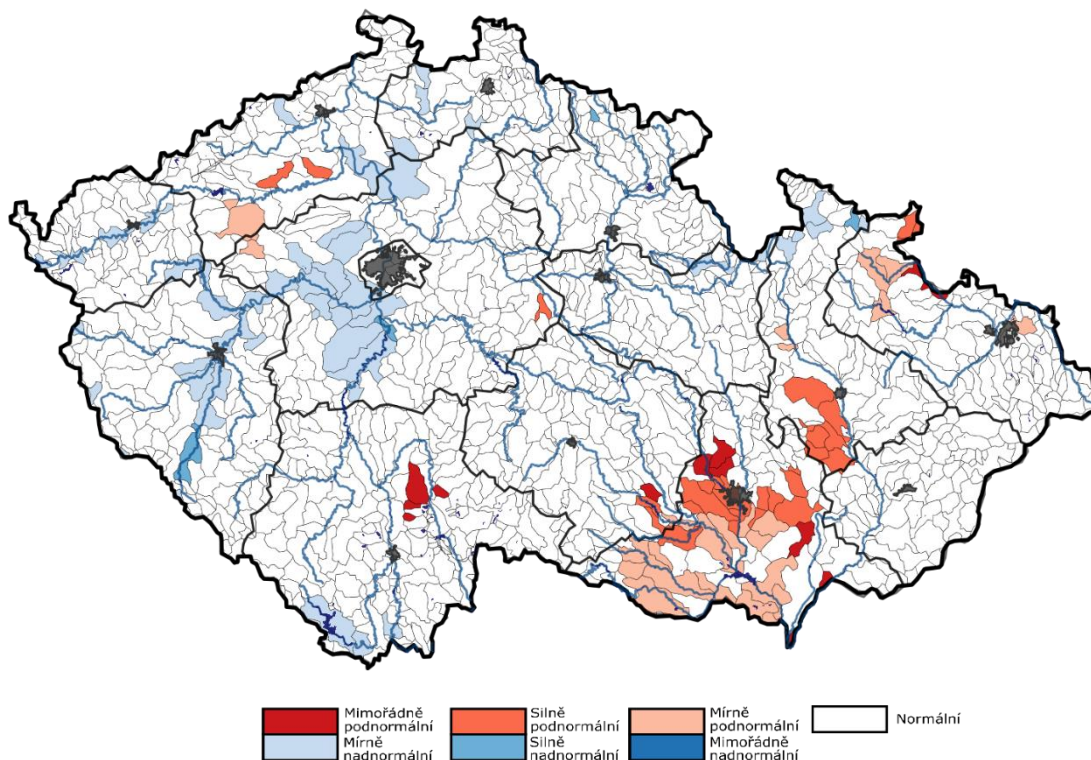 Mimořádně
podnormální
Silně
podnormální
Mírně
podnormální
Normální
Mírně
nadnormální
Silně
nadnormální
Mimořádně
nadnormální